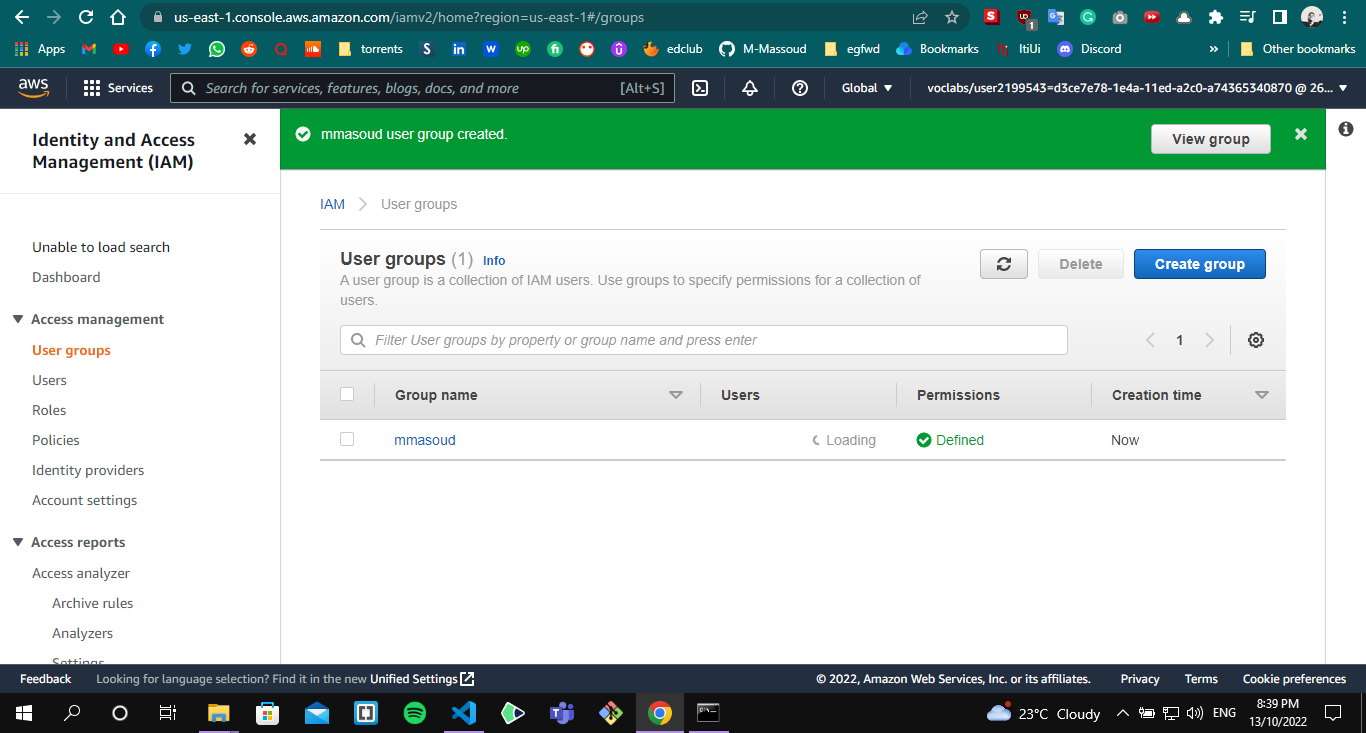 us-east-1.console.aws.amazon.com/iamv2/home?region=us-east-1#/groups
S
1
Apps
torrents
S
in
W
up
fi
edclub
M-Massoud
egfwd
Bookmarks
ItiUi
Discord
»
Other bookmarks
aws
Services
Search for services, features, blogs, docs, and more
[Alt+S]
Global
voclabs/user2199543=d3ce7e78-1e4a-11ed-a2c0-a74365340870 @ 26...
Identity and Access
Management (IAM)
mmasoud user group created.
View group
Unable to load search
Dashboard
Access management
User groups
Users
Roles
Policies
Identity providers
Account settings
Access reports
Access analyzer
Archive rules
Analyzers
Settings
IAM
User groups
User groups (1) Info
A user group is a collection of IAM users. Use groups to specify permissions for a collection of
users.
Delete
Create group
Filter User groups by property or group name and press enter
1
Group name
Users
Permissions
Creation time
mmasoud
Loading
Defined
Now
Feedback
Looking for language selection? Find it in the new Unified Settings
© 2022, Amazon Web Services, Inc. or its affiliates.
Privacy
Terms
Cookie preferences
23°C Cloudy
ENG
8:39 PM
13/10/2022